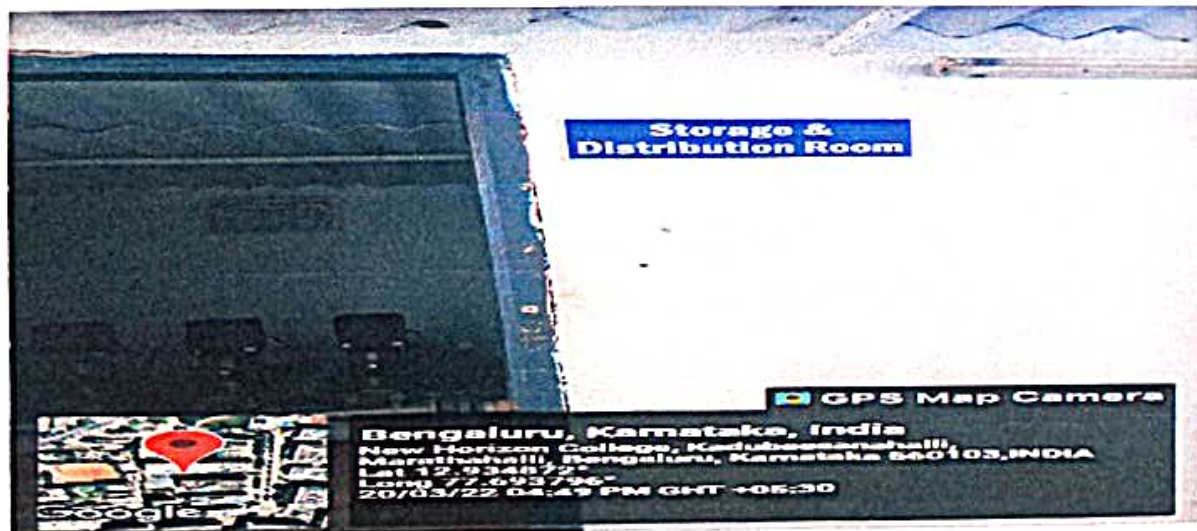 Storage &
Distribution Room
GPS Map Camera
Bengaluru, Karnataka, India
New Horizon College, Kadubeesanahalli,
Marathahalli, Bengaluru, Karnataka 560103,INDIA
Lat 12.934872°
Long 77.693796°
20/03/22 04:49 PM GMT +05:30
Google